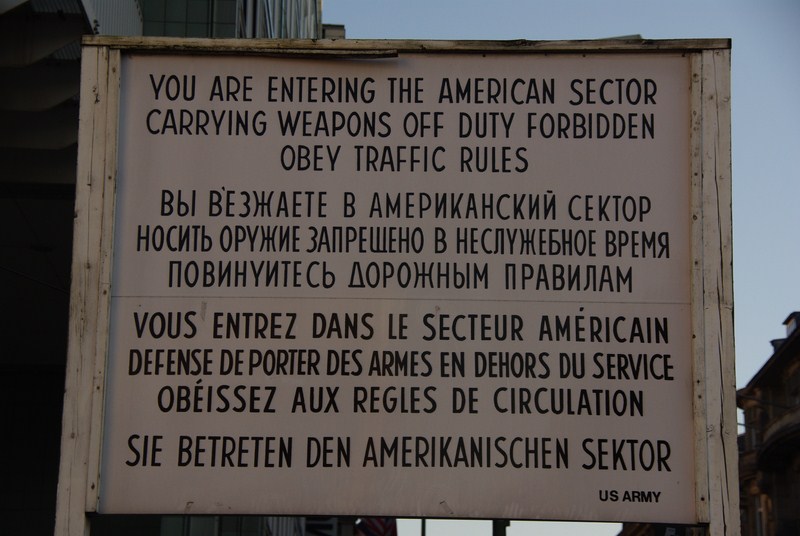 YOU ARE ENTERING THE AMERICAN SECTOR
CARRYING WEAPONS OFF DUTY FORBIDDEN
OBEY TRAFFIC RULES
ВЫ В'ЕЗЖАЕТЕ В АМЕРИКАНСКИЙ СЕКТОР
НОСИТЬ ОРУЖИЕ ЗАПРЕЩЕНО В НЕСЛУЖЕБНОЕ ВРЕМЯ
ПОВИНУИТЕСЬ ДОРОЖНЫМ ПРАВИЛАМ
VOUS ENTREZ DANS LE SECTEUR AMÉRICAIN
DEFENSE DE PORTER DES ARMES EN DEHORS DU SERVICE
OBÉISSEZ AUX REGLES DE CIRCULATION
SIE BETRETEN DEN AMERIKANISCHEN SEKTOR
US ARMY